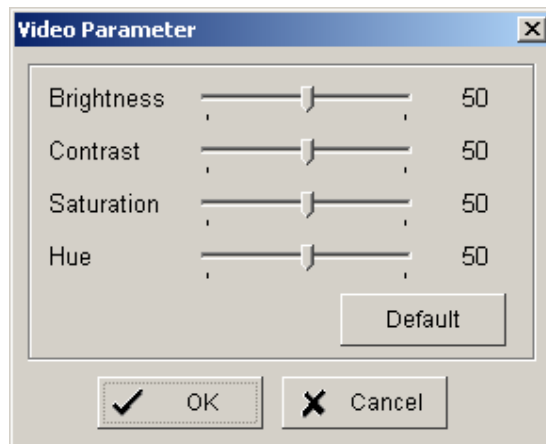 Video Parameter
Brightness 50
Contrast 50
Saturation 50
Hue 50
Default
OK Cancel